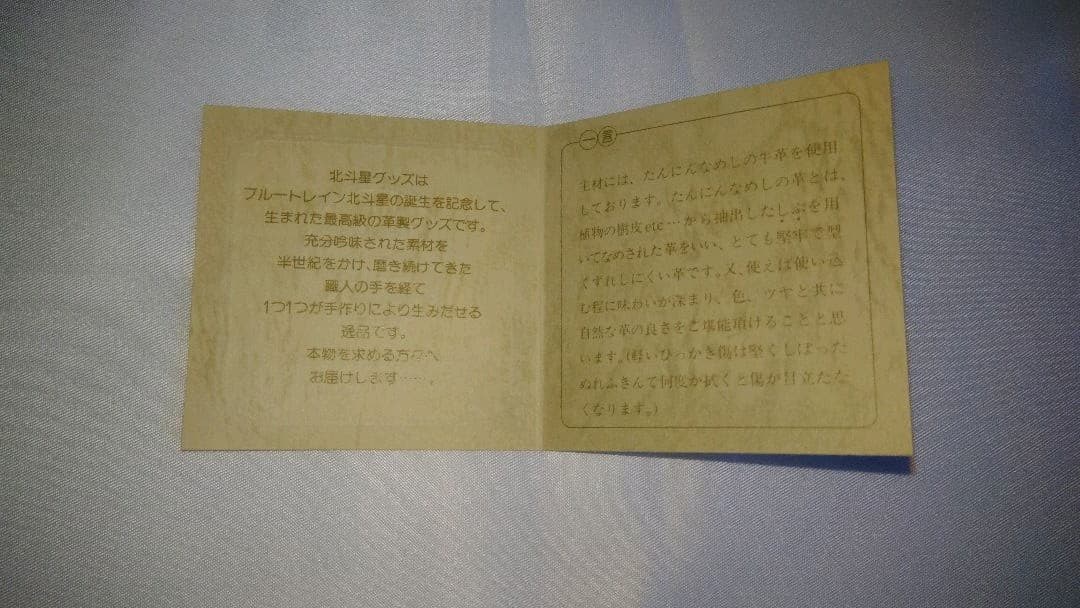 北斗星グッズは
ブルートレイン北斗星の誕生を記念して、
生まれた最高級の革製グッズです。
充分吟味された素材を
半世紀をかけ、磨き続けてきた
職人の手を経て
1つ1つが手作りにより生みだせる
逸品です。
本物を求める方々へ
お届けします……。
一言
主材には、たんにんなめしの牛革を使用
しております。たんにんなめしの革とは、
植物の樹皮etc…から抽出したしぶを用
いてなめされた革をいい、とても堅牢で型
くずれしにくい革です。又、使えば使い込
む程に味わいが深まり、色、ツヤと共に
自然な革の良さをご堪能頂けることと思
います。(軽いひっかき傷は堅くしぼった
ぬれふきんで何度か拭くと傷が目立たな
くなります。)